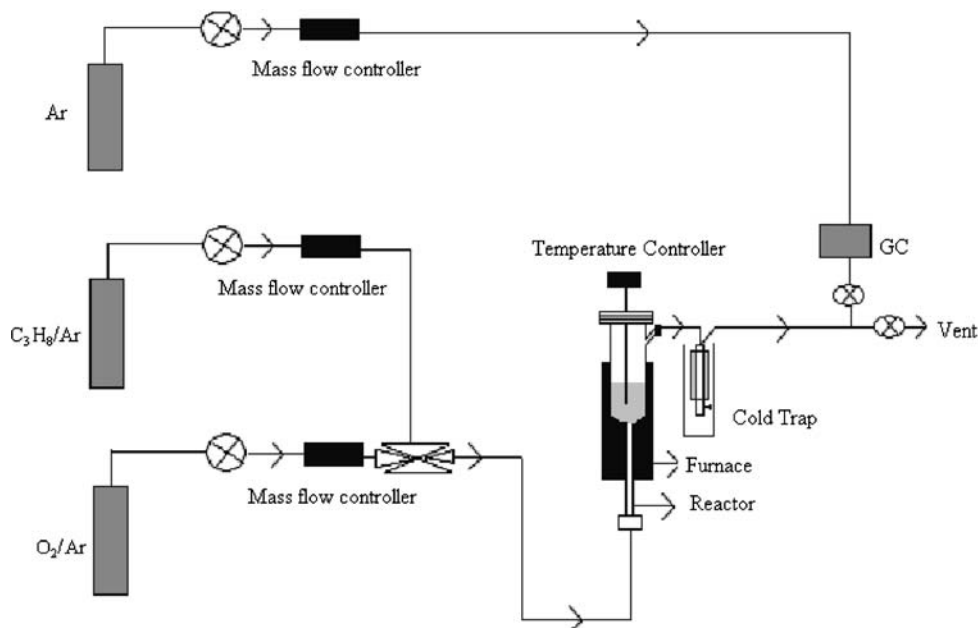 Mass flow controller
Ar
GC
Temperature Controller
Mass flow controller
C₃H₈/Ar
Vent
Cold Trap
Furnace
Mass flow controller
Reactor
O₂/Ar